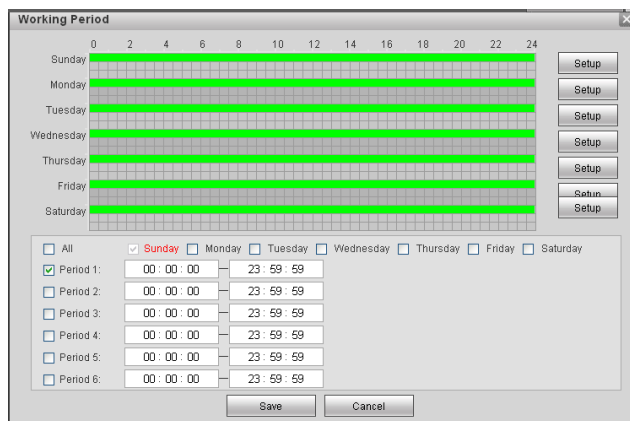 Working Period
0 2 4 6 8 10 12 14 16 18 20 22 24
Sunday Setup
Monday Setup
Tuesday Setup
Wednesday Setup
Thursday Setup
Friday Setup
Saturday Setup
All Sunday Monday Tuesday Wednesday Thursday Friday Saturday
Period 1: 00 : 00 : 00 — 23 : 59 : 59
Period 2: 00 : 00 : 00 — 23 : 59 : 59
Period 3: 00 : 00 : 00 — 23 : 59 : 59
Period 4: 00 : 00 : 00 — 23 : 59 : 59
Period 5: 00 : 00 : 00 — 23 : 59 : 59
Period 6: 00 : 00 : 00 — 23 : 59 : 59
Save Cancel